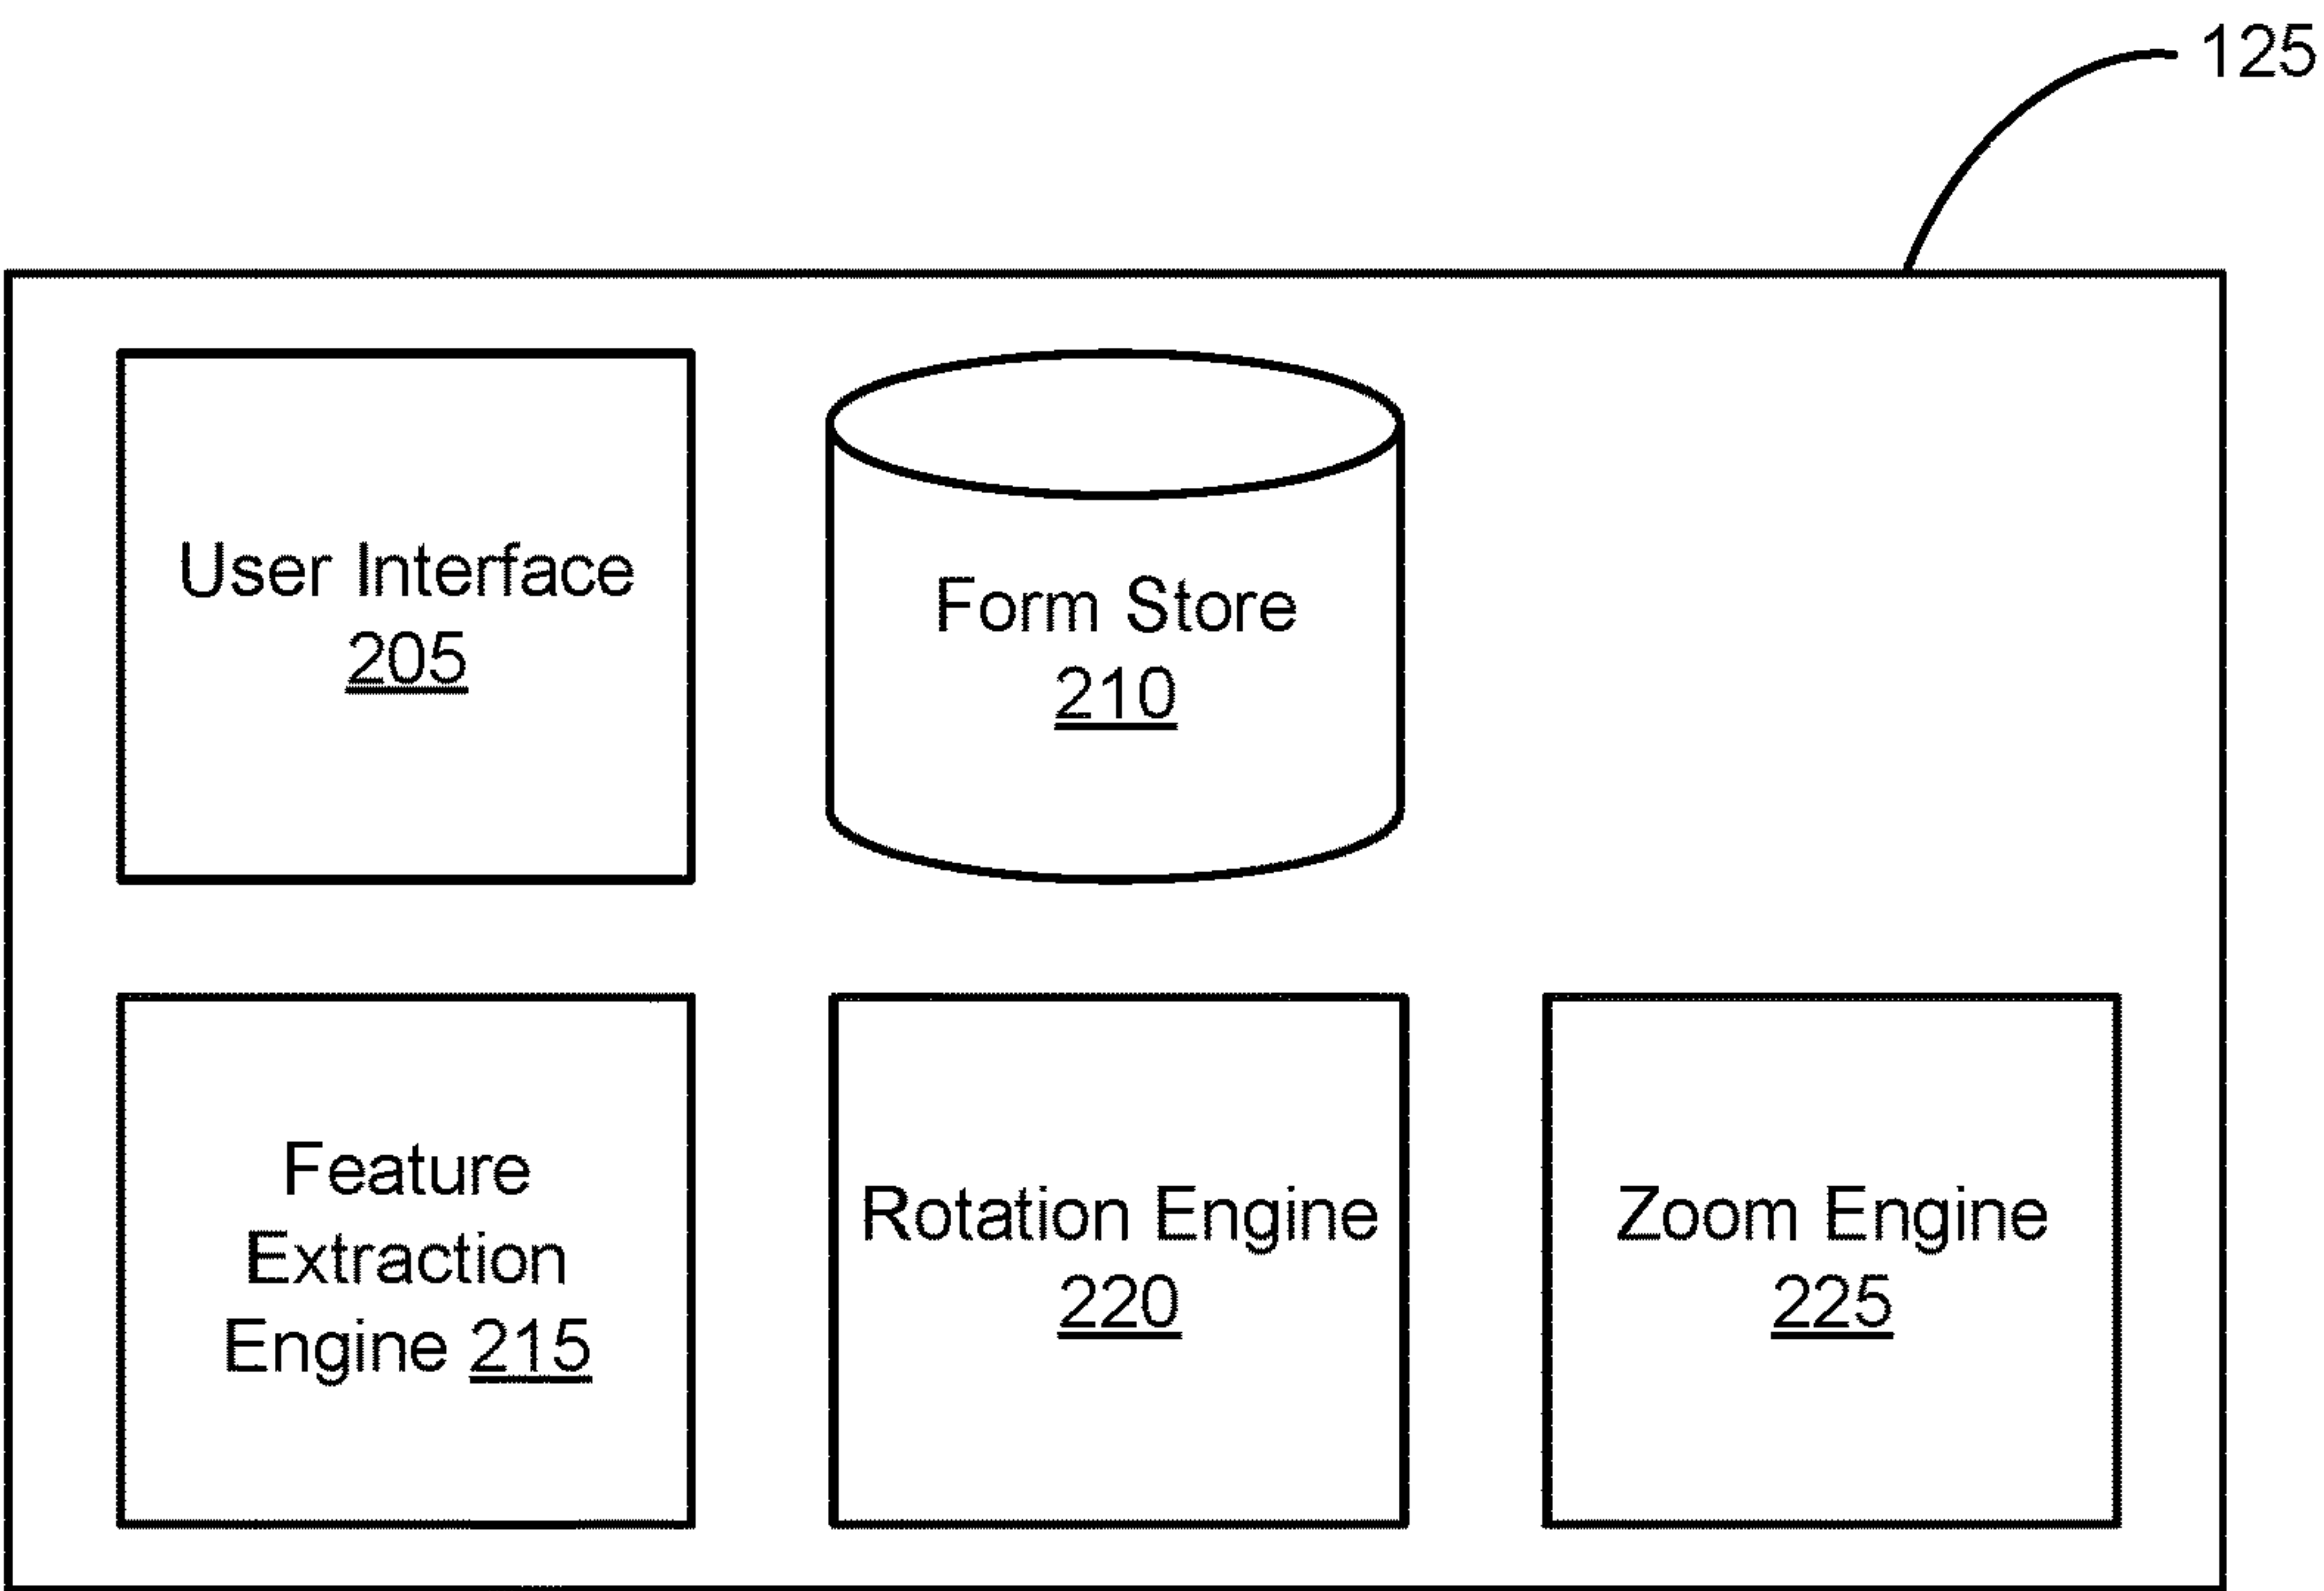 125
User Interface
205
Form Store
210
Feature
Extraction
Engine 215
Rotation Engine
220
Zoom Engine
225